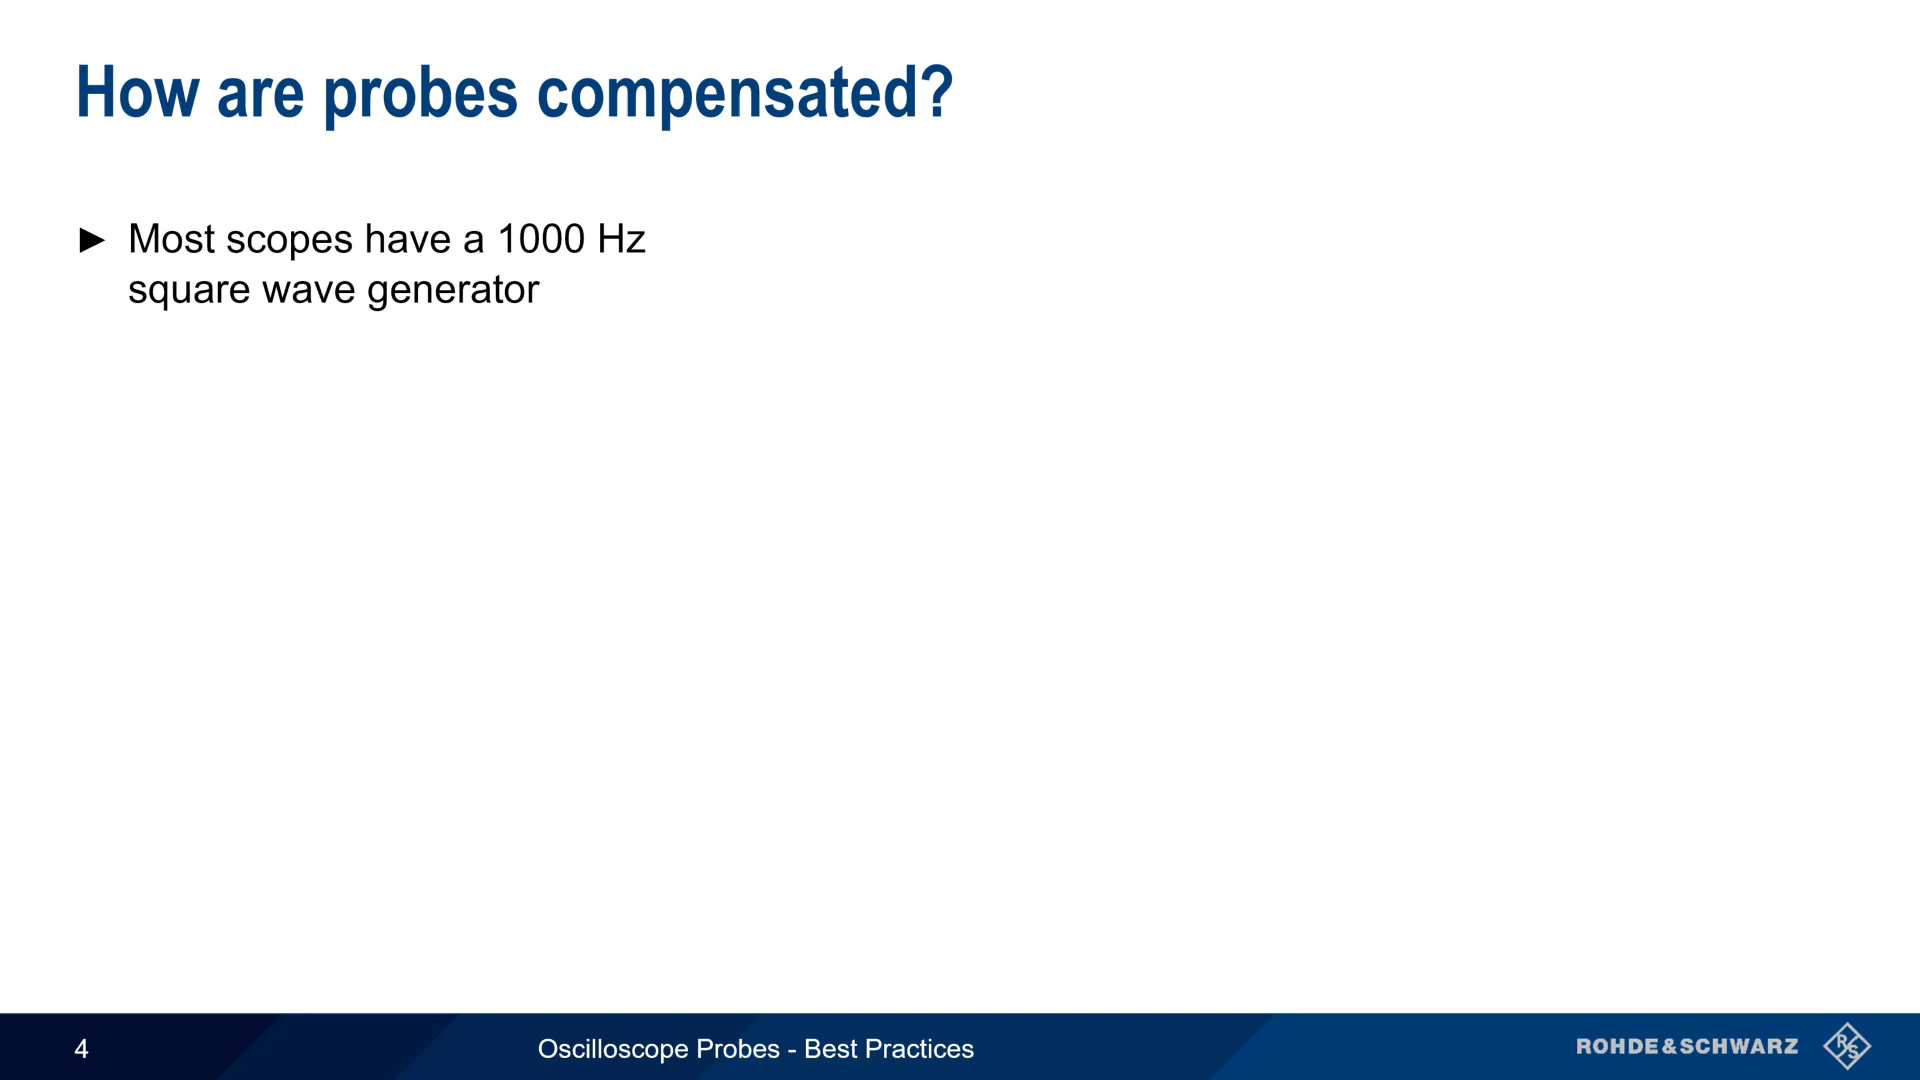 How are probes compensated?
► Most scopes have a 1000 Hz
square wave generator
4
Oscilloscope Probes - Best Practices
ROHDE&SCHWARZ
R&S